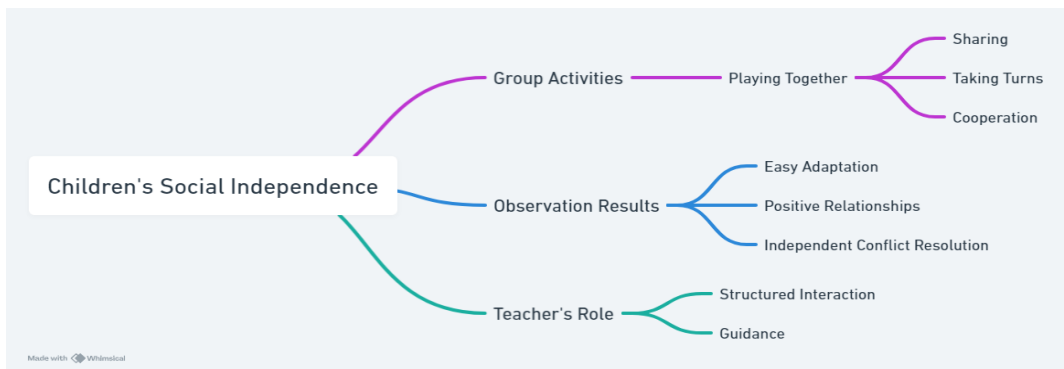 Children's Social Independence
Group Activities
Playing Together
Sharing
Taking Turns
Cooperation
Observation Results
Easy Adaptation
Positive Relationships
Independent Conflict Resolution
Teacher's Role
Structured Interaction
Guidance
Made with Whimsical